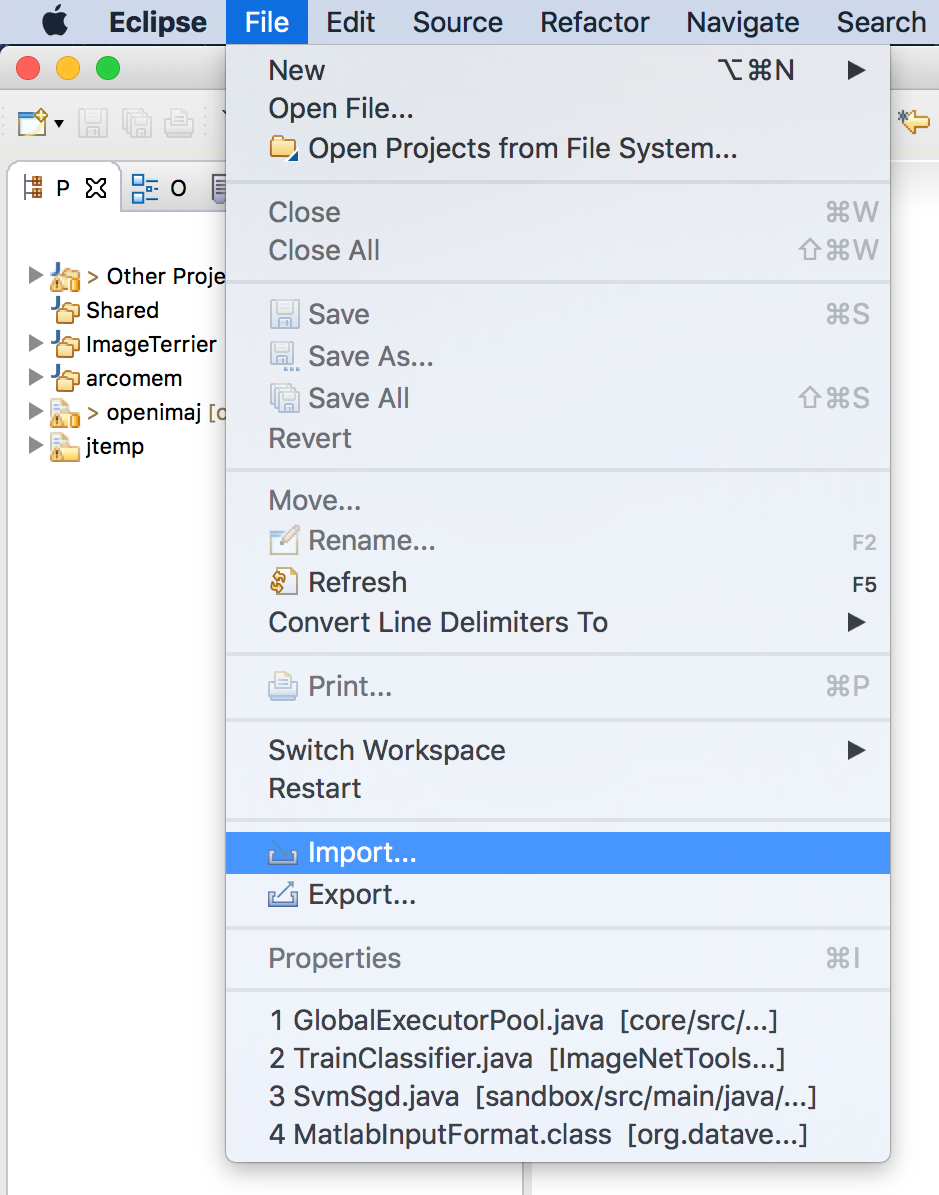 Eclipse File Edit Source Refactor Navigate Search
New ⌥⌘N ▶
Open File...
Open Projects from File System...
P O
Close ⌘W
Close All ⇧⌘W
> Other Proje
Shared
ImageTerrier
arcomem
> openimaj [o
jtemp
Save ⌘S
Save As...
Save All ⇧⌘S
Revert
Move...
Rename... F2
Refresh F5
Convert Line Delimiters To ▶
Print... ⌘P
Switch Workspace ▶
Restart
Import...
Export...
Properties ⌘I
1 GlobalExecutorPool.java [core/src/...]
2 TrainClassifier.java [ImageNetTools...]
3 SvmSgd.java [sandbox/src/main/java/...]
4 MatlabInputFormat.class [org.datave...]